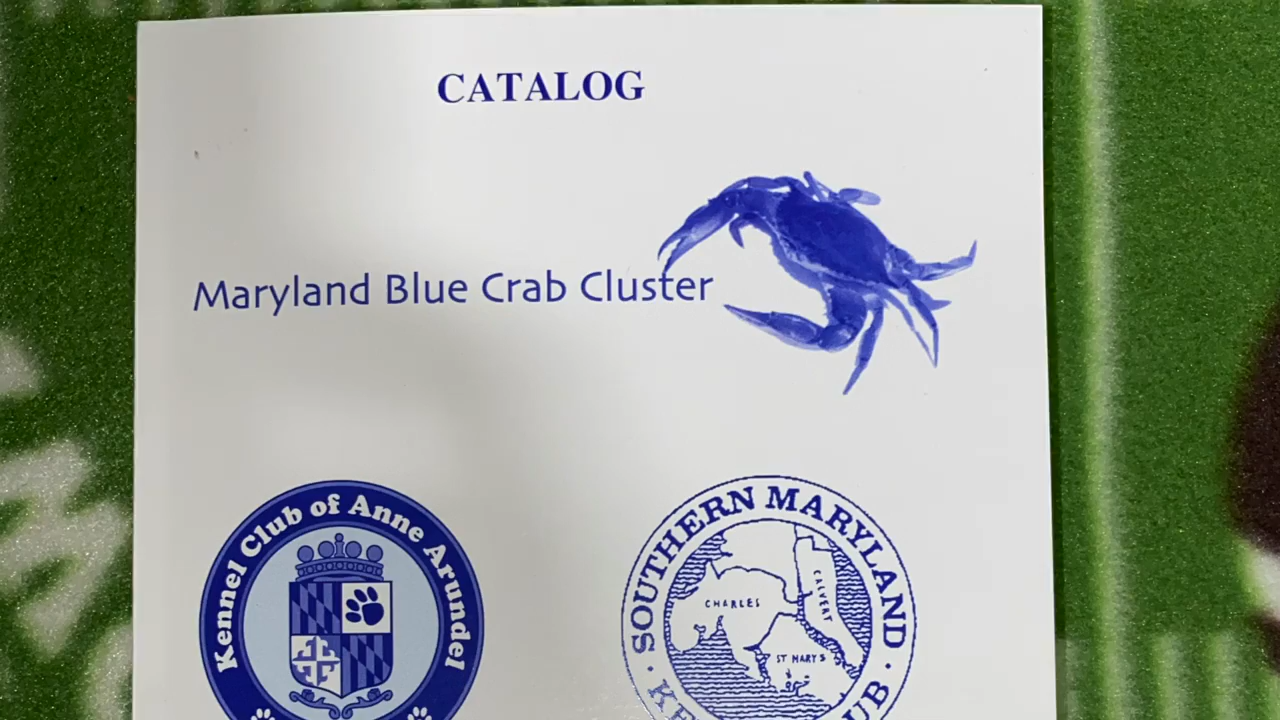 CATALOG
Maryland Blue Crab Cluster
Kennel Club of Anne Arundel
SOUTHERN MARYLAND
CHARLES
CALVERT
ST MARY'S